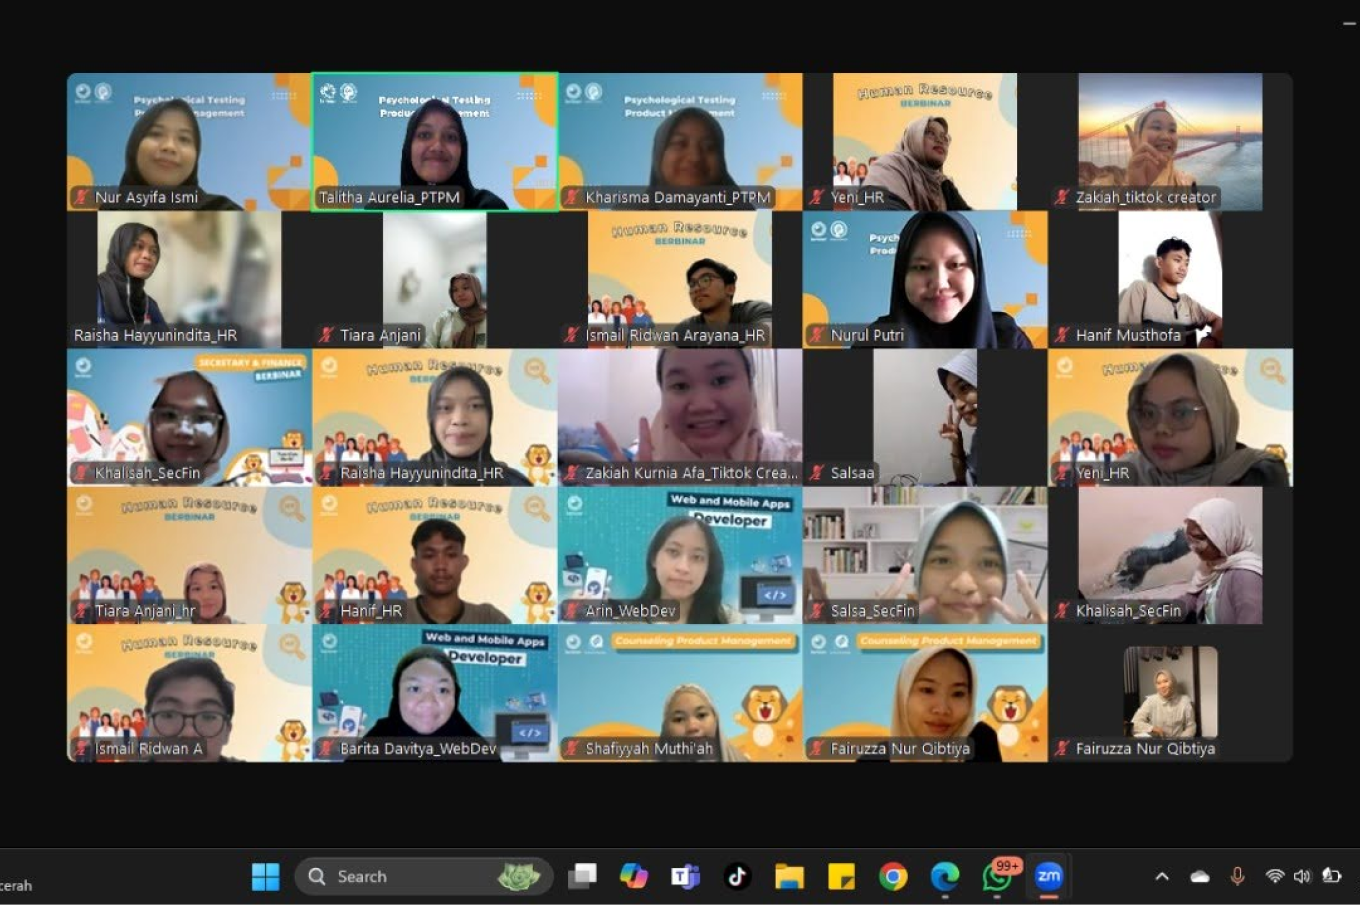 Psychological Testing
Psychological Testing
Psychological Testing
Human Resource
BERBINAR
Nur Asyifa Ismi
Talitha Aurelia_PTPM
Kharisma Damayanti_PTPM
Yeni_HR
Zakiah_tiktok creator
Human Resource
BERBINAR
Raisha Hayyunindita_HR
Tiara Anjani
Ismail Ridwan Arayana_HR
Nurul Putri
Hanif Musthofa
SECRETARY & FINANCE
BERBINAR
Human Resource
Khalisah_SecFin
Raisha Hayyunindita_HR
Zakiah Kurnia Afa_Tiktok Crea...
Salsaa
Yeni_HR
Human Resource
BERBINAR
Human Resource
BERBINAR
Web and Mobile Apps
Developer
</>
Tiara Anjani_hr
Hanif_HR
Arin_WebDev
Salsa_SecFin
Khalisah_SecFin
Human Resource
BERBINAR
Web and Mobile Apps
Developer
</>
Counseling Product Management
Counseling Product Management
Ismail Ridwan A
Barita Davitya_WebDev
Shafiyyah Muthi'ah
Fairuzza Nur Qibtiya
Fairuzza Nur Qibtiya
cerah
Search
99+
zm